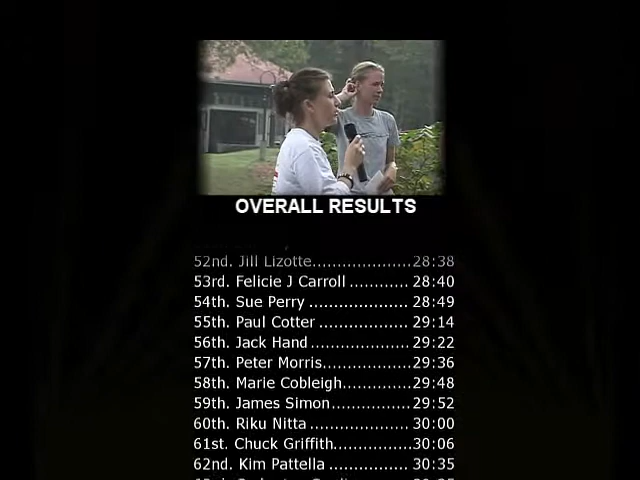 OVERALL RESULTS
52nd. Jill Lizotte....................28:38
53rd. Felicie J Carroll ............ 28:40
54th. Sue Perry .................... 28:49
55th. Paul Cotter .................. 29:14
56th. Jack Hand .................... 29:22
57th. Peter Morris..................29:36
58th. Marie Cobleigh..............29:48
59th. James Simon................29:52
60th. Riku Nitta .................... 30:00
61st. Chuck Griffith................30:06
62nd. Kim Pattella ................ 30:35